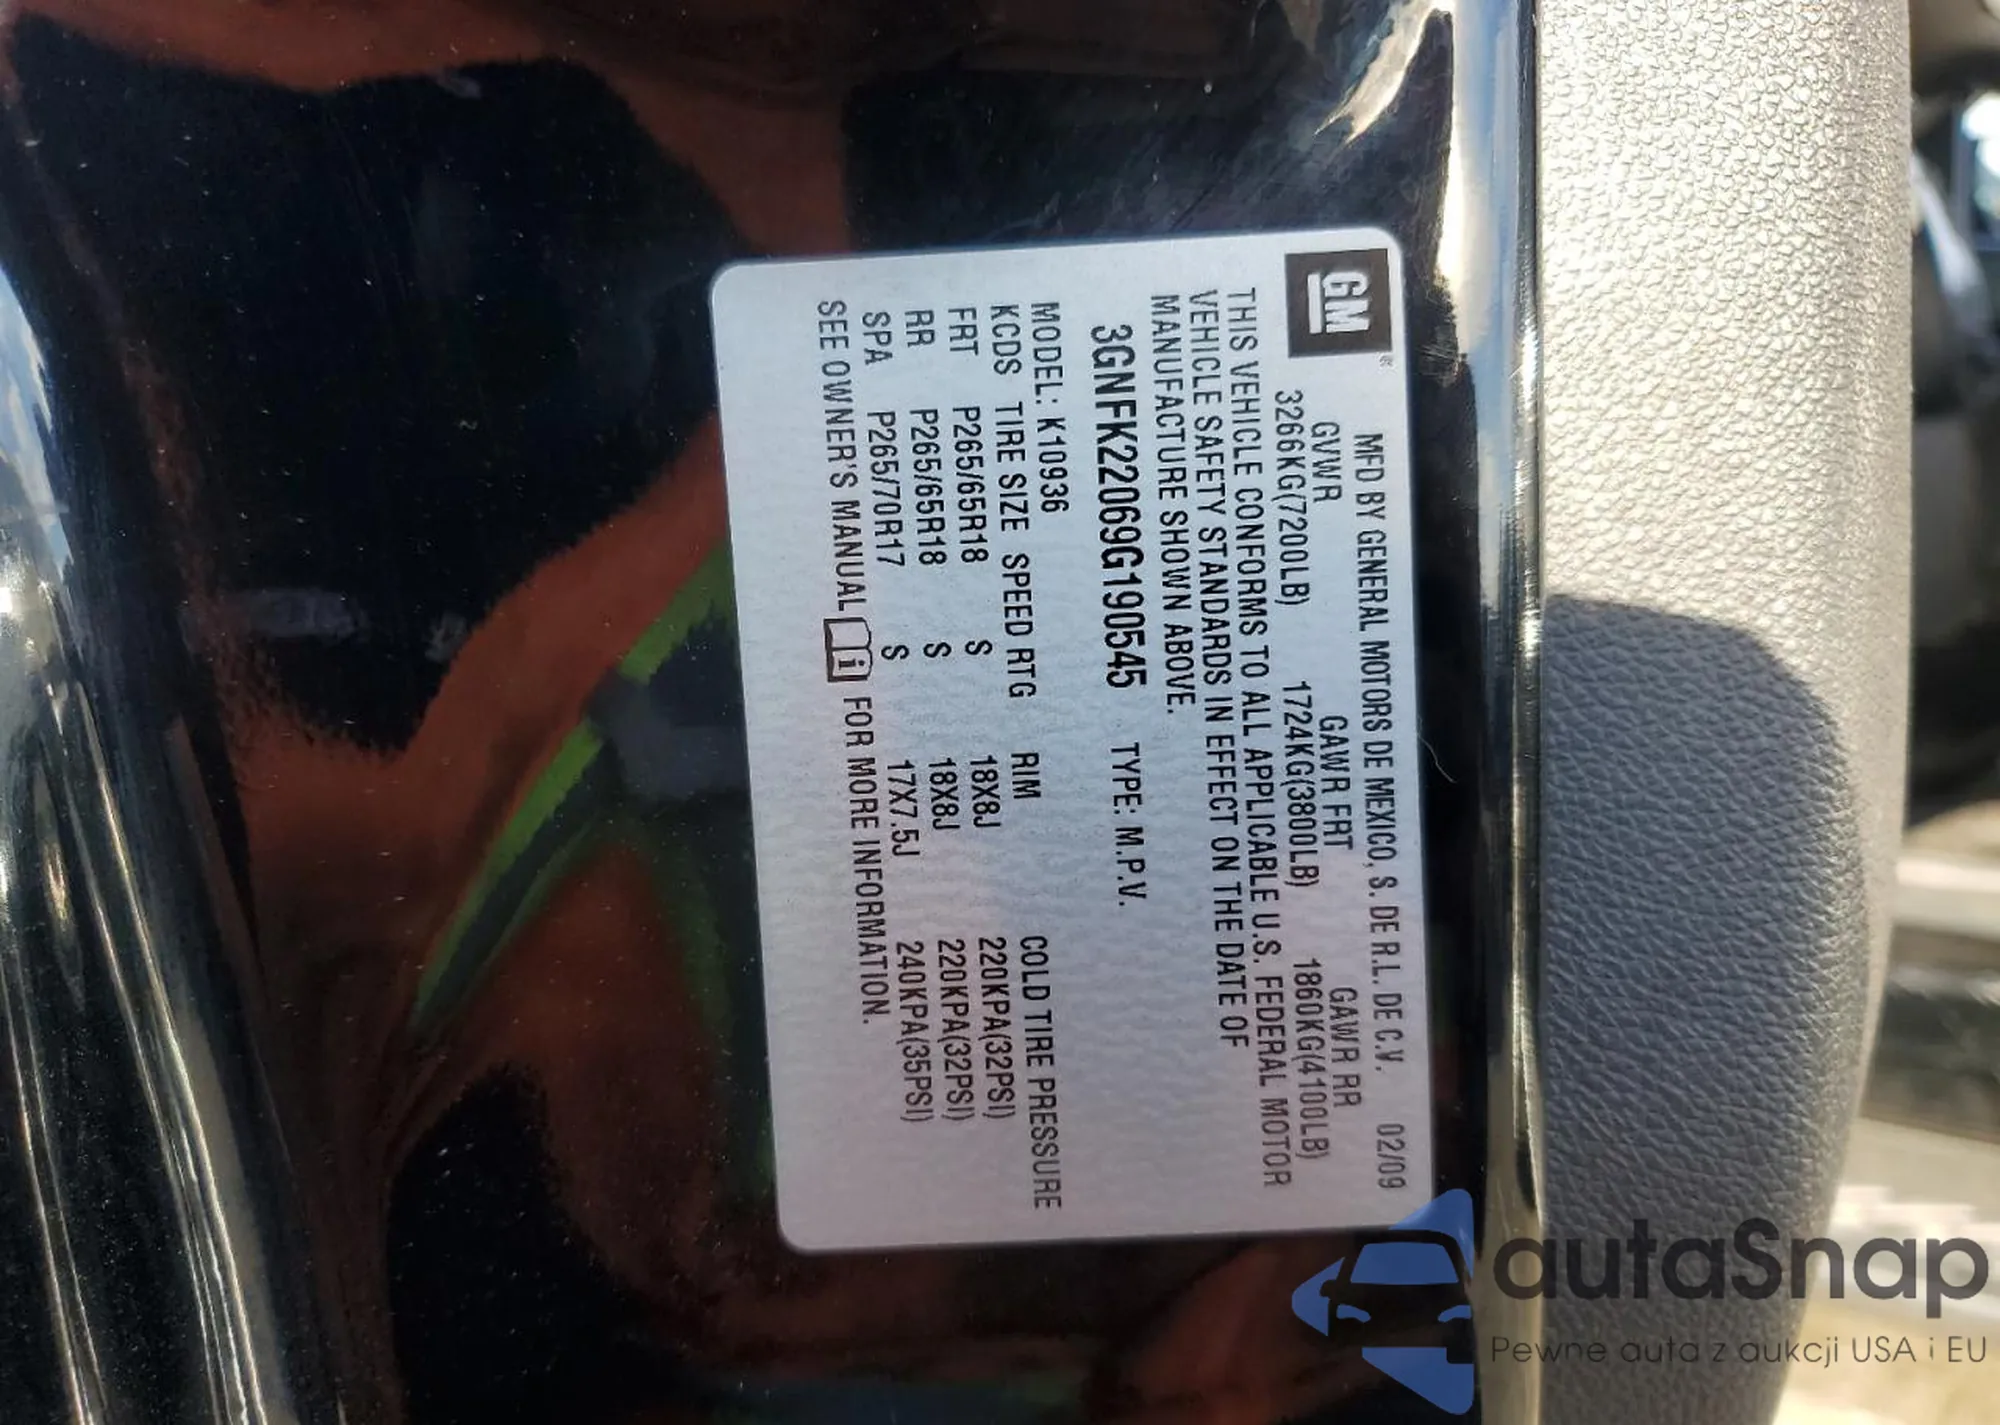 GM®
MFD BY GENERAL MOTORS DE MEXICO, S. DE R.L. DE C.V. 02/09
GVWR GAWR FRT GAWR RR
3266KG(7200LB) 1724KG(3800LB) 1860KG(4100LB)
THIS VEHICLE CONFORMS TO ALL APPLICABLE U.S. FEDERAL MOTOR
VEHICLE SAFETY STANDARDS IN EFFECT ON THE DATE OF
MANUFACTURE SHOWN ABOVE.
3GNFK22069G190545 TYPE: M.P.V.
MODEL: K10936
KCDS TIRE SIZE SPEED RTG RIM COLD TIRE PRESSURE
FRT P265/65R18 S 18X8J 220KPA(32PSI)
RR P265/65R18 S 18X8J 220KPA(32PSI)
SPA P265/70R17 S 17X7.5J 240KPA(35PSI)
SEE OWNER'S MANUAL i FOR MORE INFORMATION.
autaSnap
Pewne auta z aukcji USA i EU